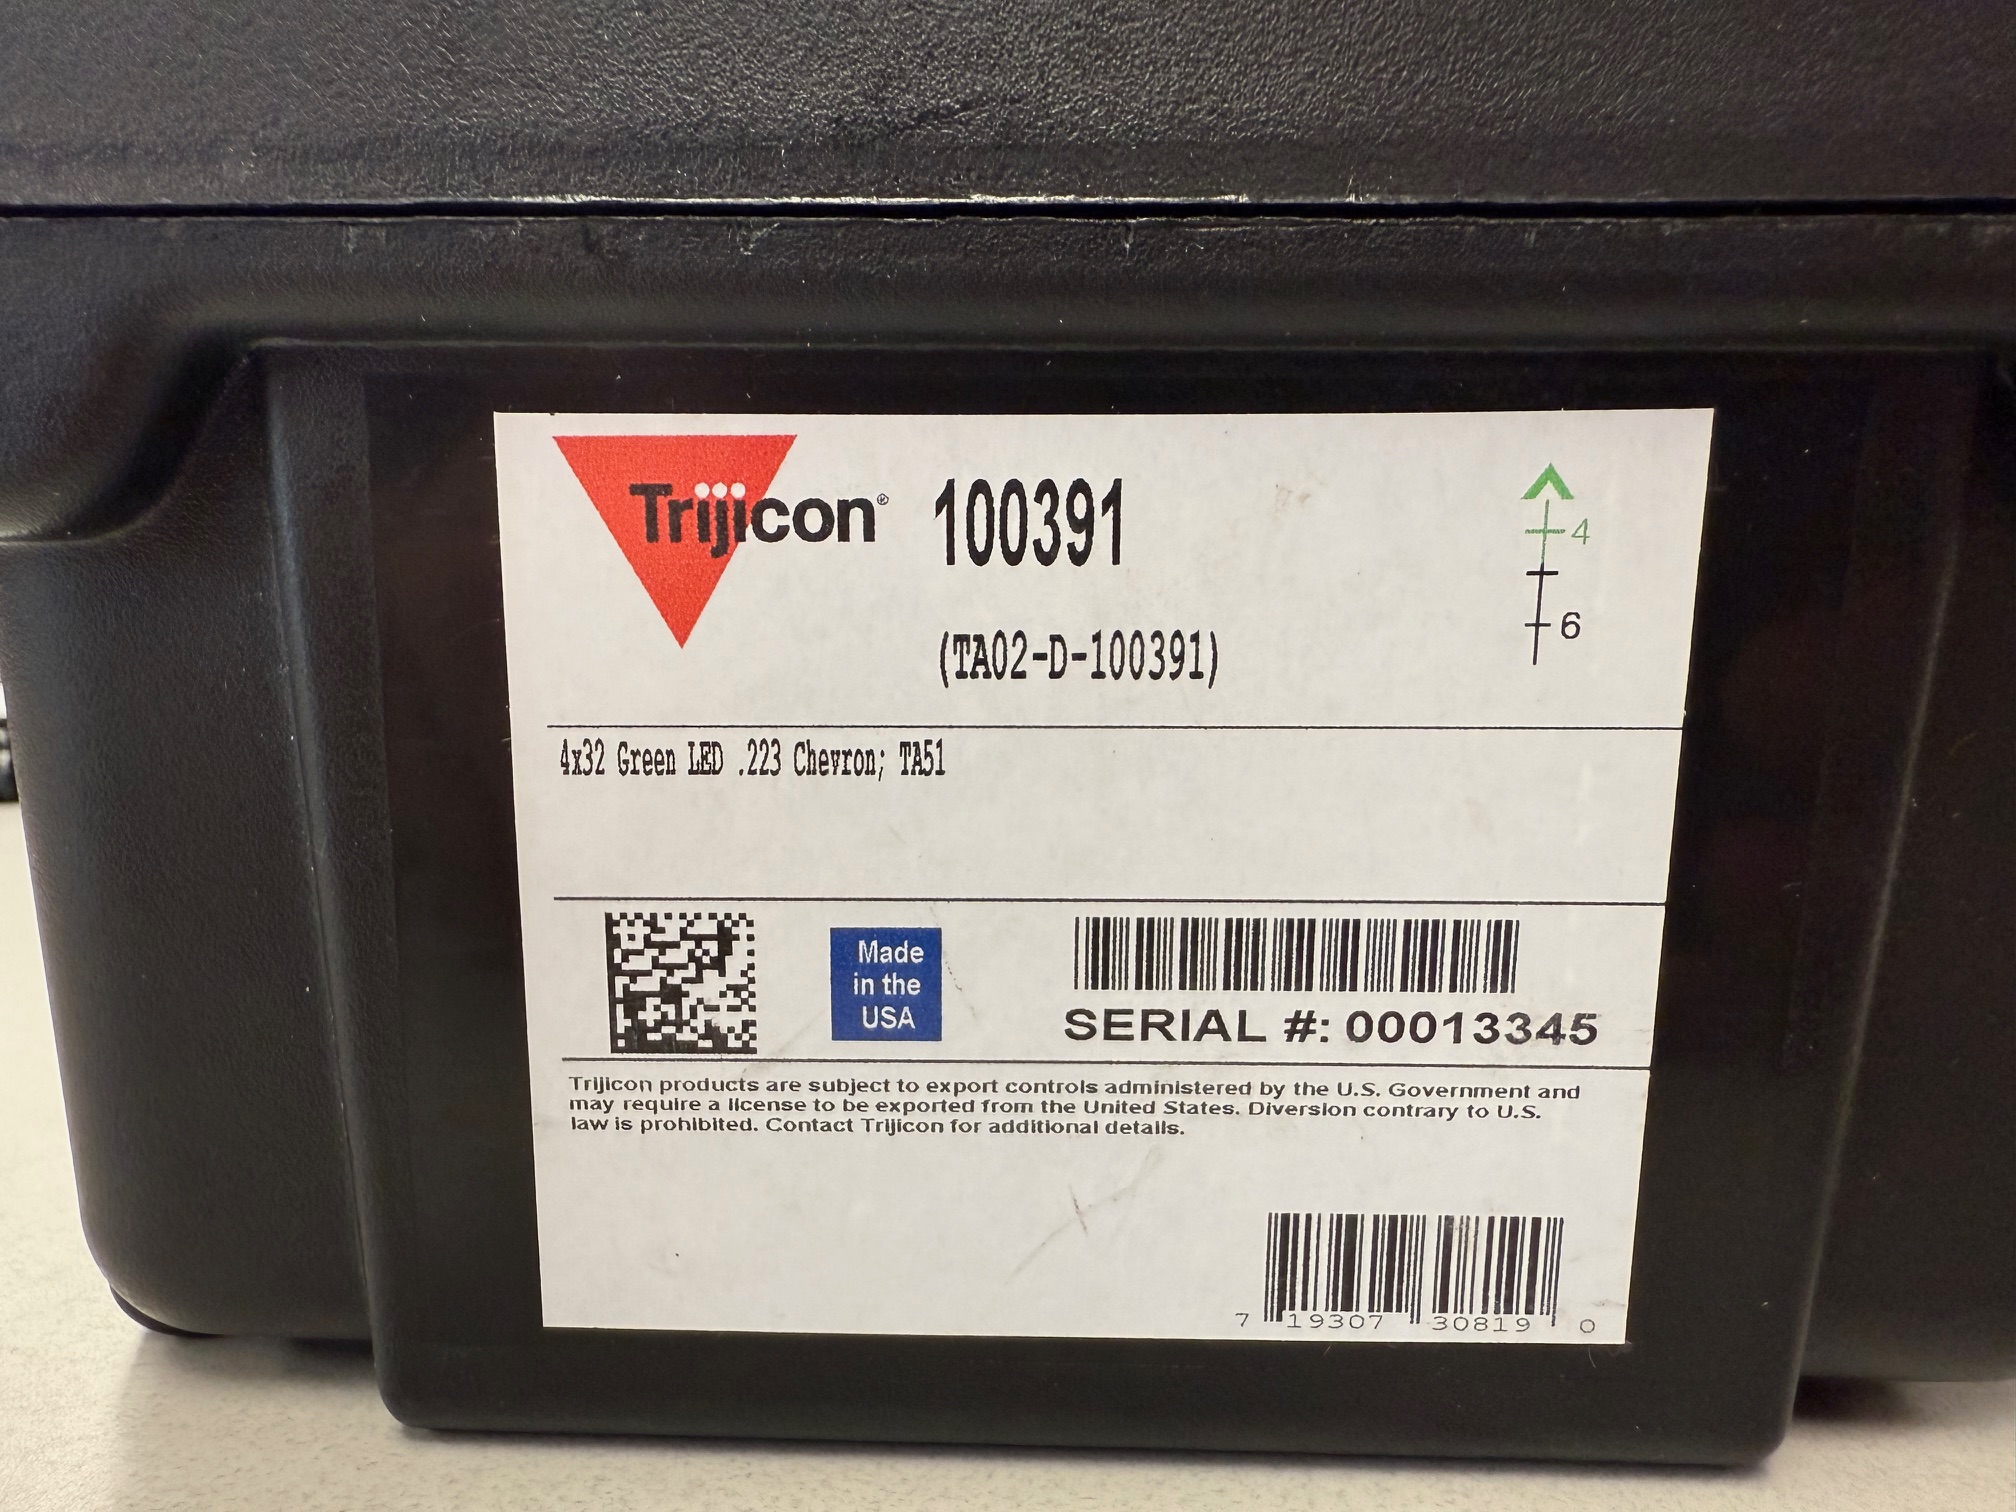 Trijicon® 100391
4
6
(TA02-D-100391)
4x32 Green LED .223 Chevron; TA51
Made
in the
USA
SERIAL #: 00013345
Trijicon products are subject to export controls administered by the U.S. Government and
may require a license to be exported from the United States. Diversion contrary to U.S.
law is prohibited. Contact Trijicon for additional details.
7 19307 30819 0